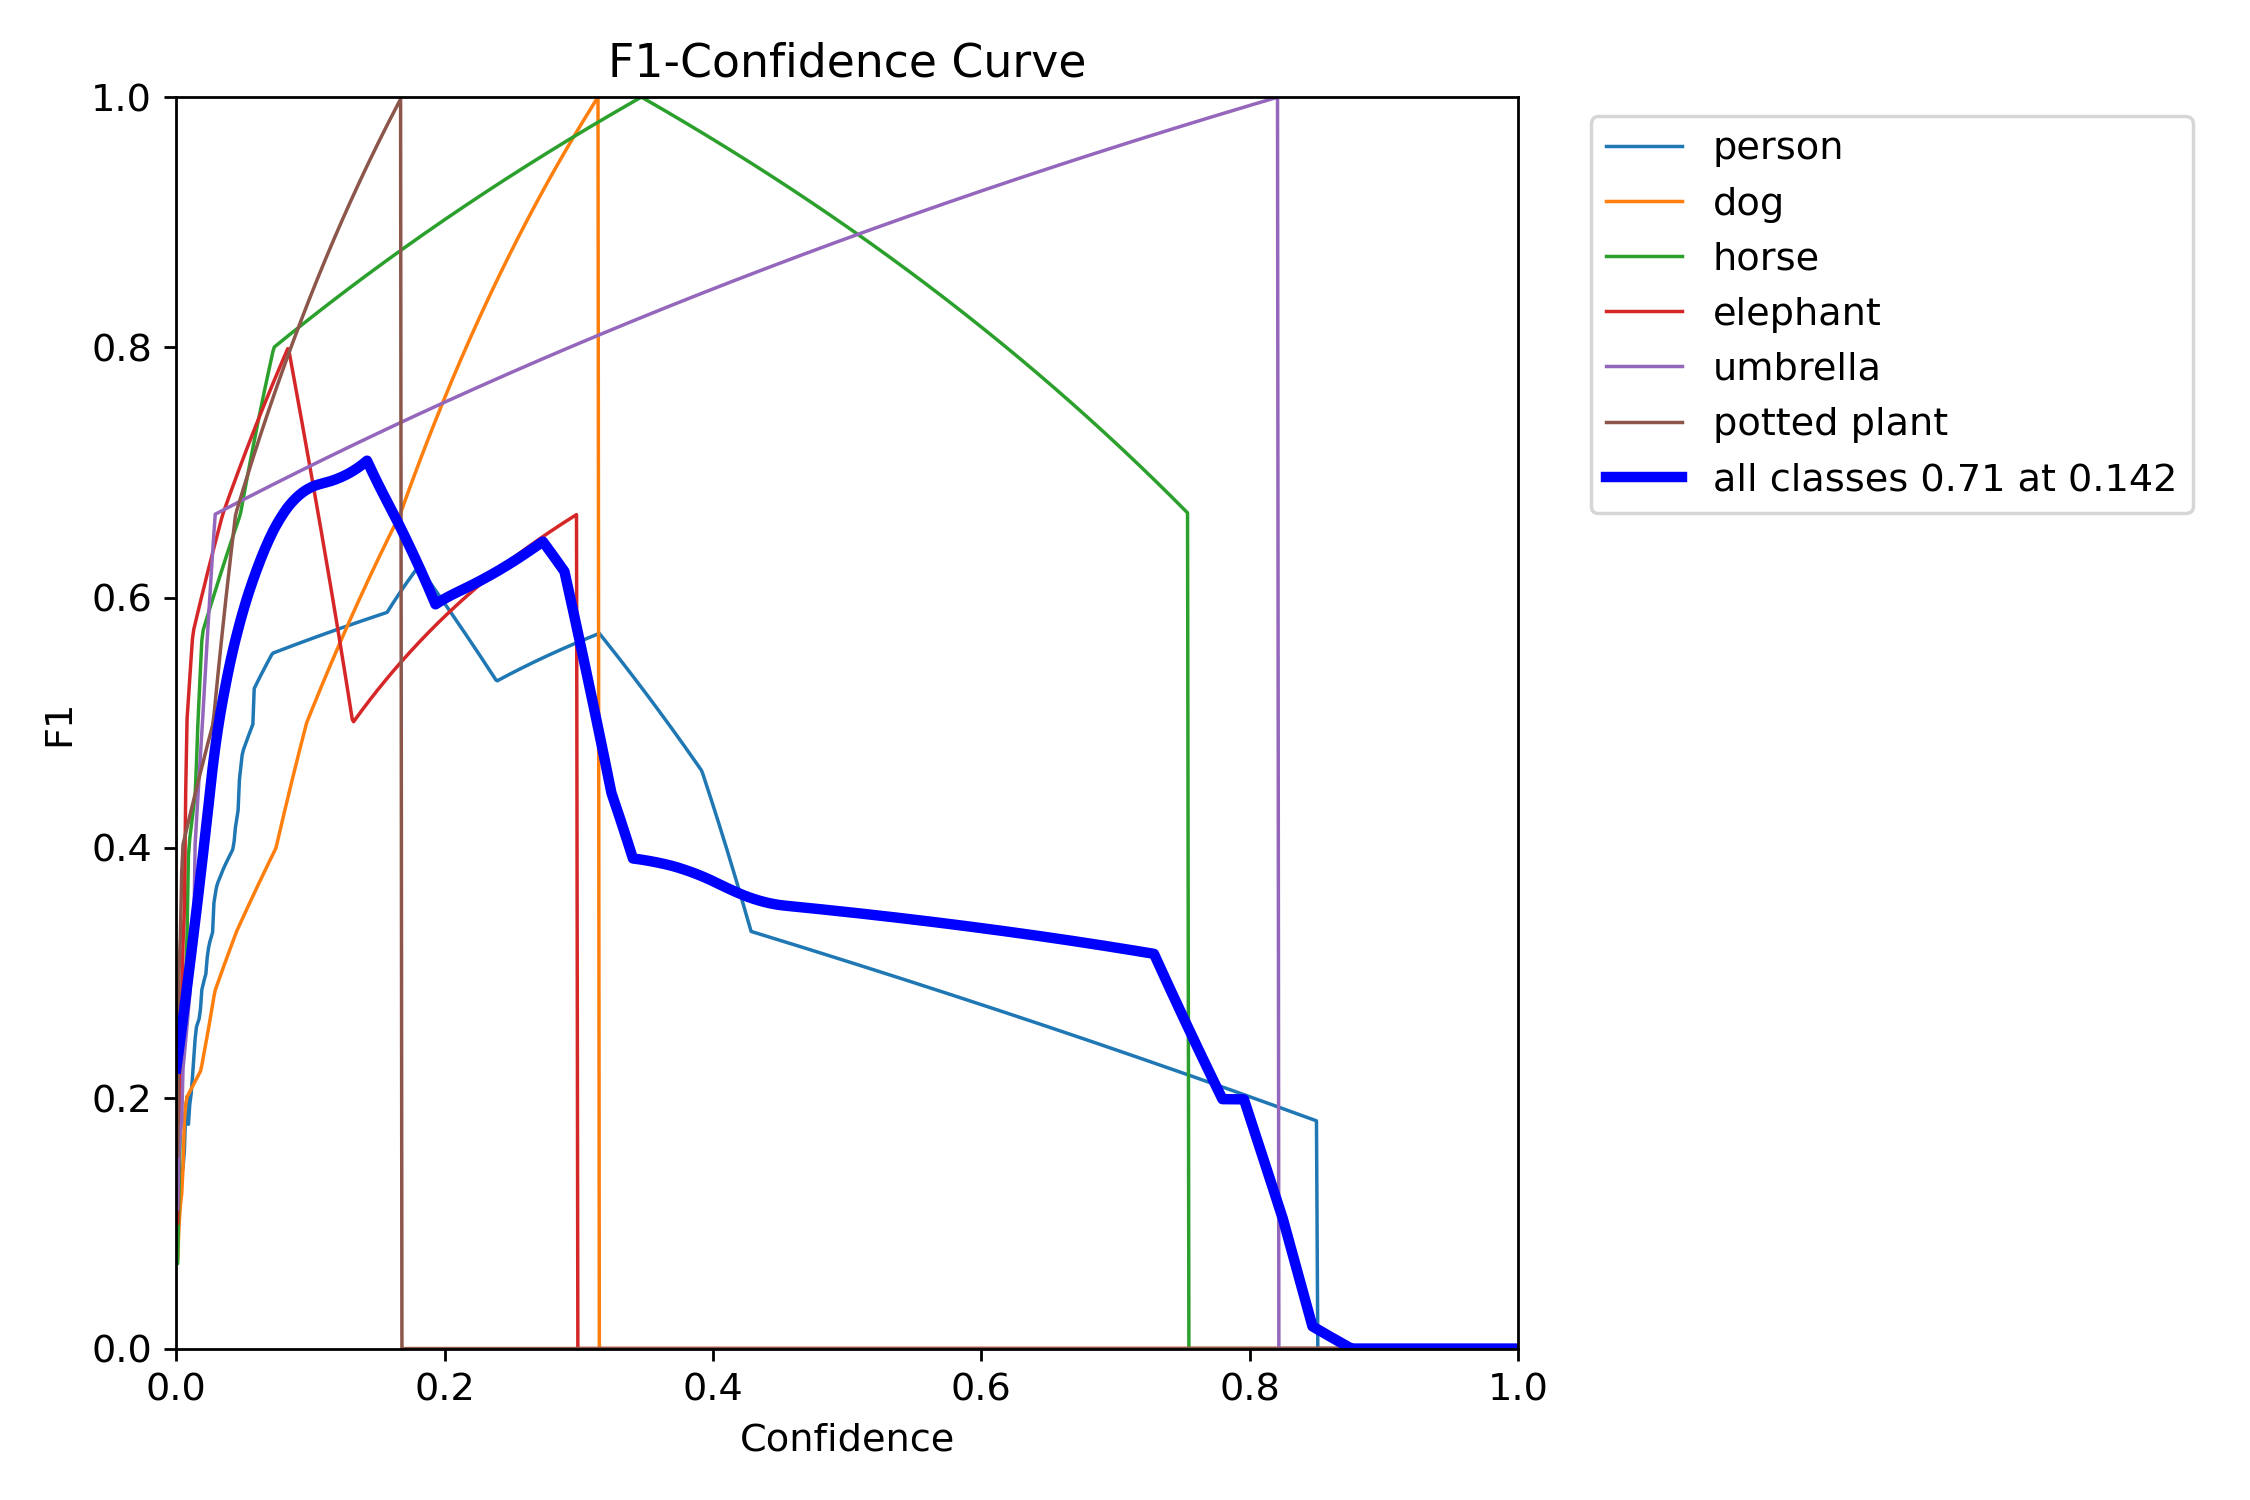 F1-Confidence Curve
1.0
0.8
0.6
0.4
0.2
0.0
F1
0.0 0.2 0.4 0.6 0.8 1.0
Confidence
person
dog
horse
elephant
umbrella
potted plant
all classes 0.71 at 0.142